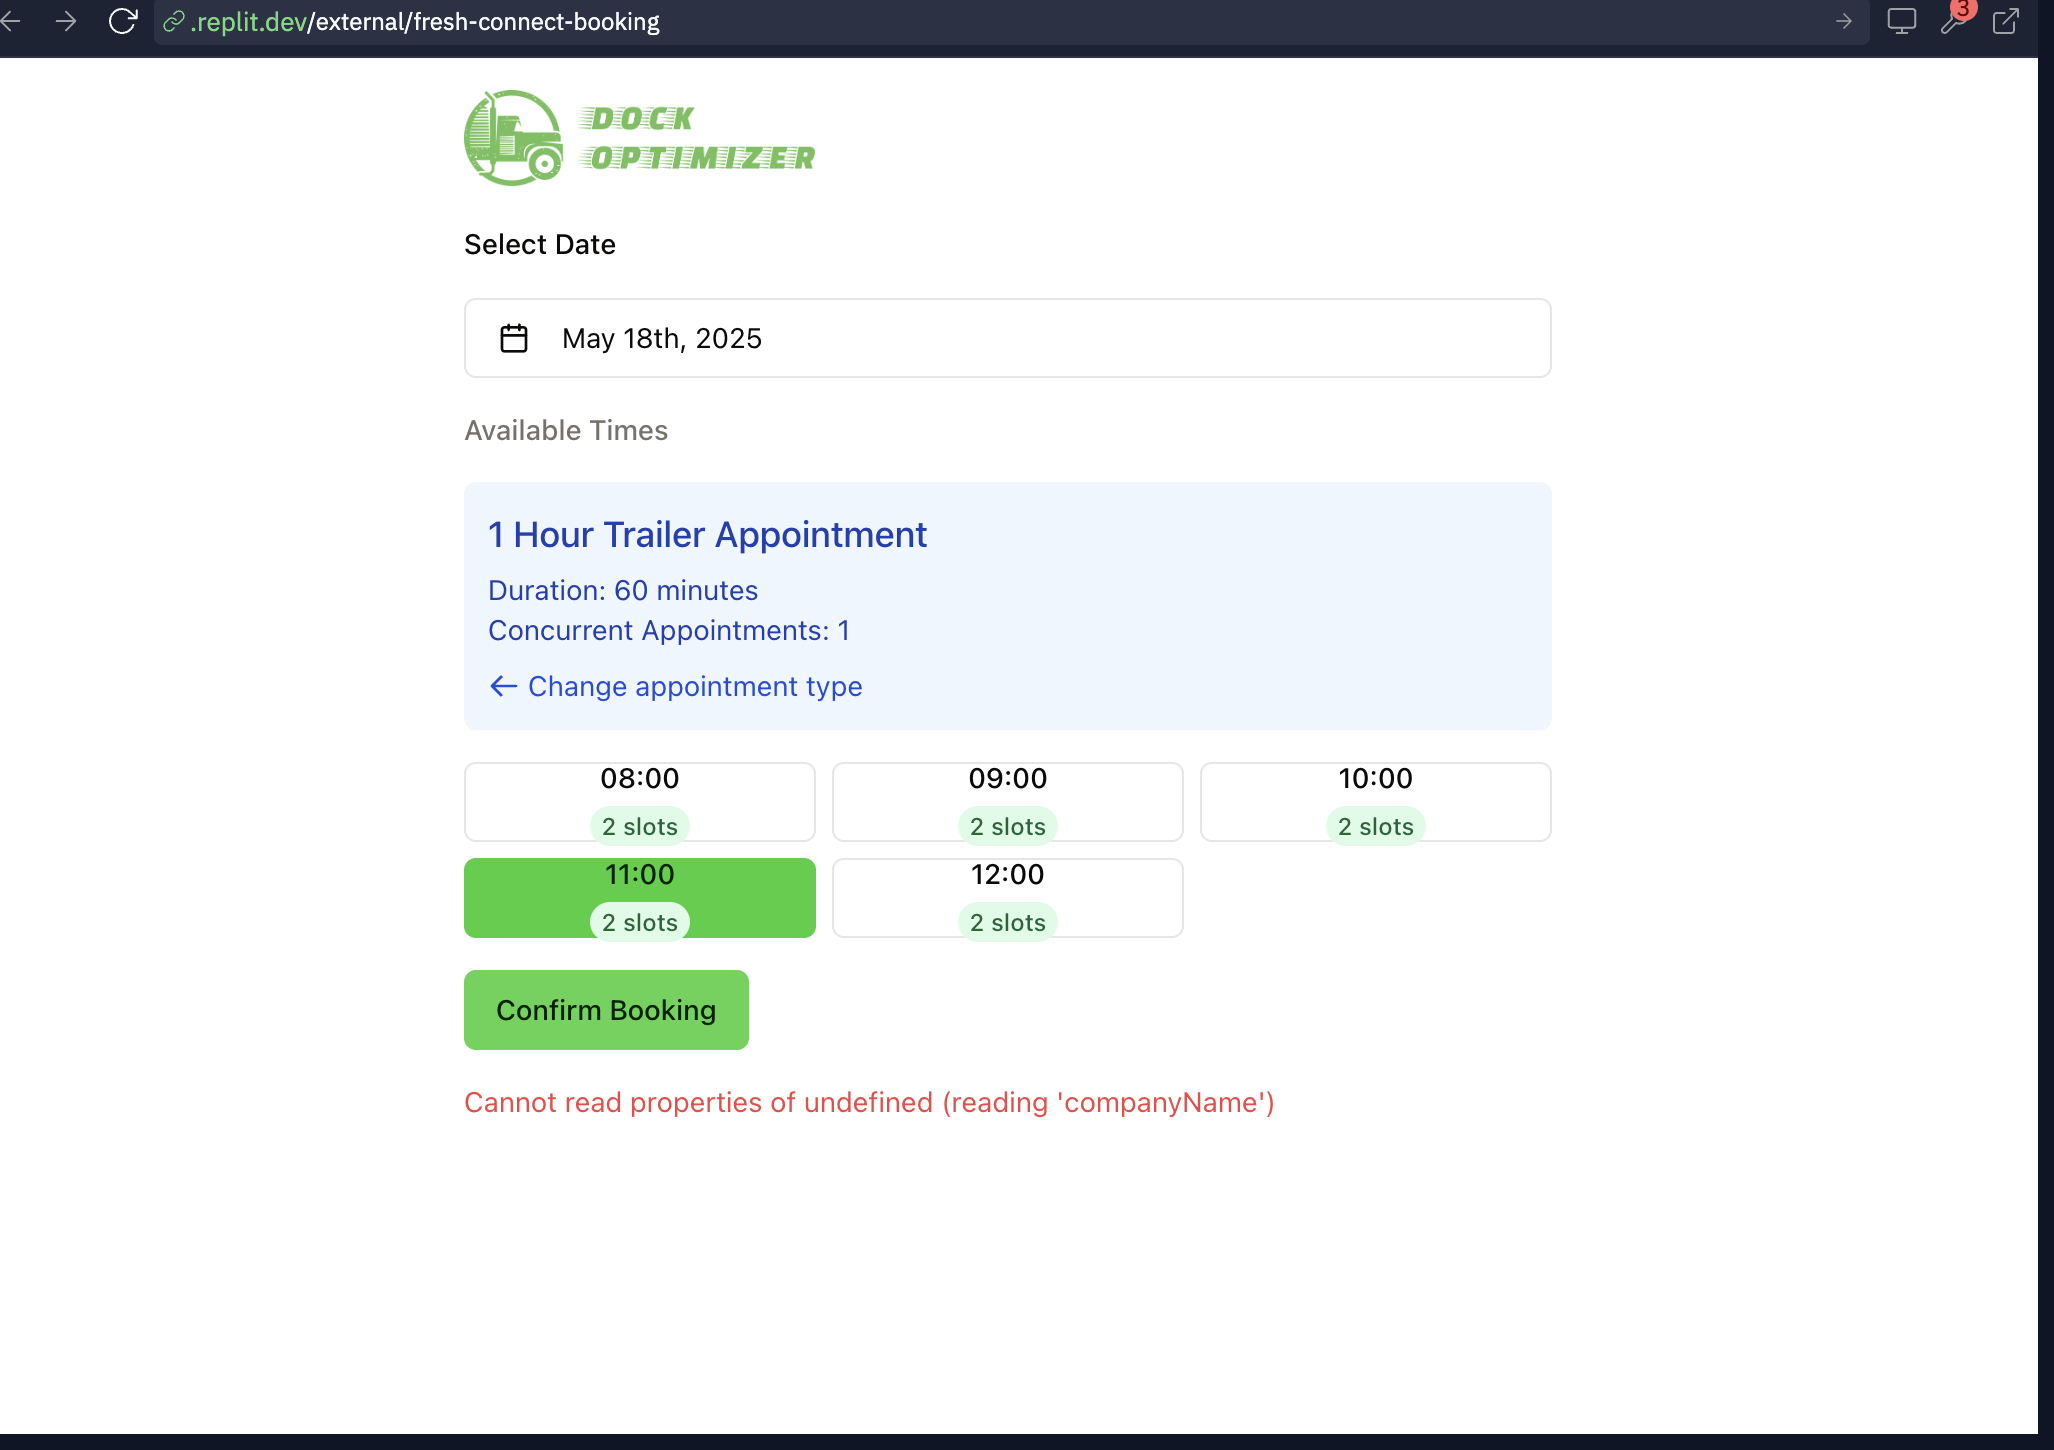 .replit.dev/external/fresh-connect-booking
3
DOCK
OPTIMIZER
Select Date
May 18th, 2025
Available Times
1 Hour Trailer Appointment
Duration: 60 minutes
Concurrent Appointments: 1
← Change appointment type
08:00
2 slots
09:00
2 slots
10:00
2 slots
11:00
2 slots
12:00
2 slots
Confirm Booking
Cannot read properties of undefined (reading 'companyName')